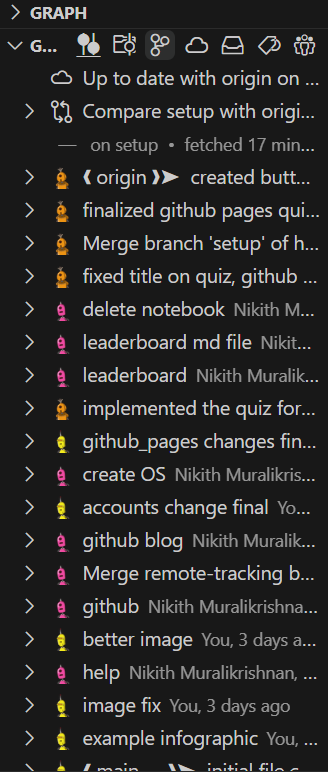 GRAPH
G...
Up to date with origin on ...
Compare setup with origi...
— on setup • fetched 17 min...
❰ origin ❱➤ created butt...
finalized github pages qui...
Merge branch 'setup' of h...
fixed title on quiz, github ...
delete notebook Nikith M...
leaderboard md file Nikit...
leaderboard Nikith Muralik...
implemented the quiz for...
github_pages changes fin...
create OS Nikith Muralikris...
accounts change final Yo...
github blog Nikith Muralik...
Merge remote-tracking b...
github Nikith Muralikrishna...
better image You, 3 days a...
help Nikith Muralikrishnan, ...
image fix You, 3 days ago
example infographic You, ...
❰ main ❱➤ initial file c...